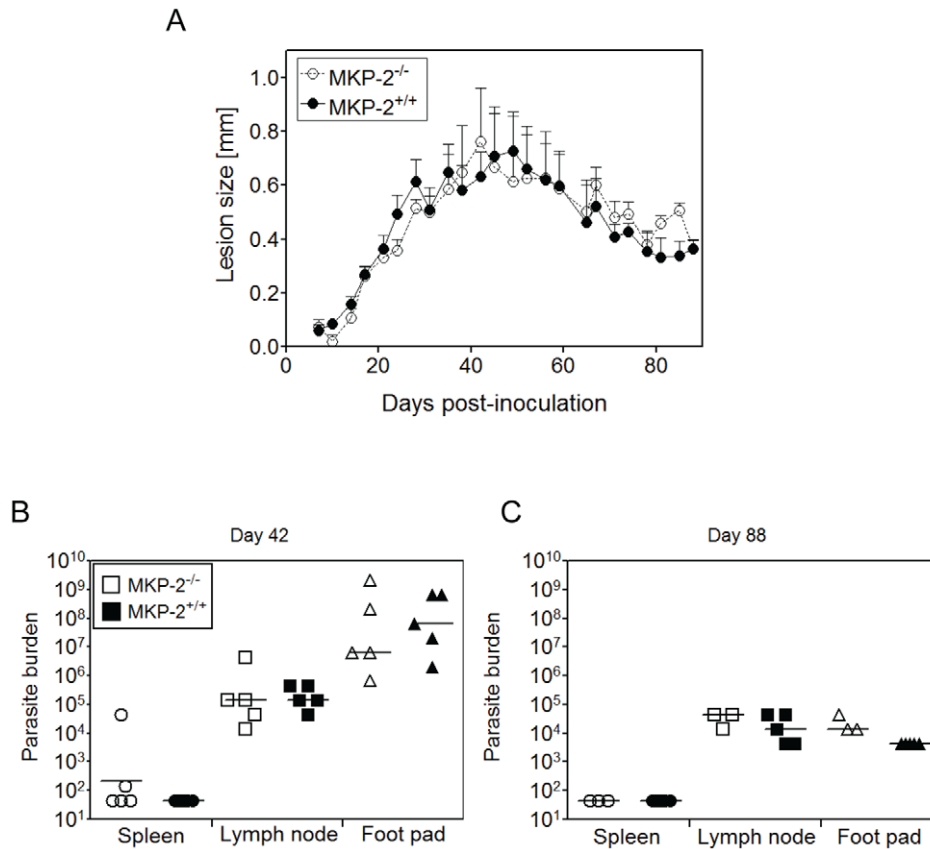 A
MKP-2-/-
MKP-2+/+
Lesion size [mm]
1.0
0.8
0.6
0.4
0.2
0.0
0 20 40 60 80
Days post-inoculation
B
Day 42
MKP-2-/-
MKP-2+/+
Parasite burden
10^10
10^9
10^8
10^7
10^6
10^5
10^4
10^3
10^2
10^1
Spleen Lymph node Foot pad
C
Day 88
Parasite burden
10^10
10^9
10^8
10^7
10^6
10^5
10^4
10^3
10^2
10^1
Spleen Lymph node Foot pad